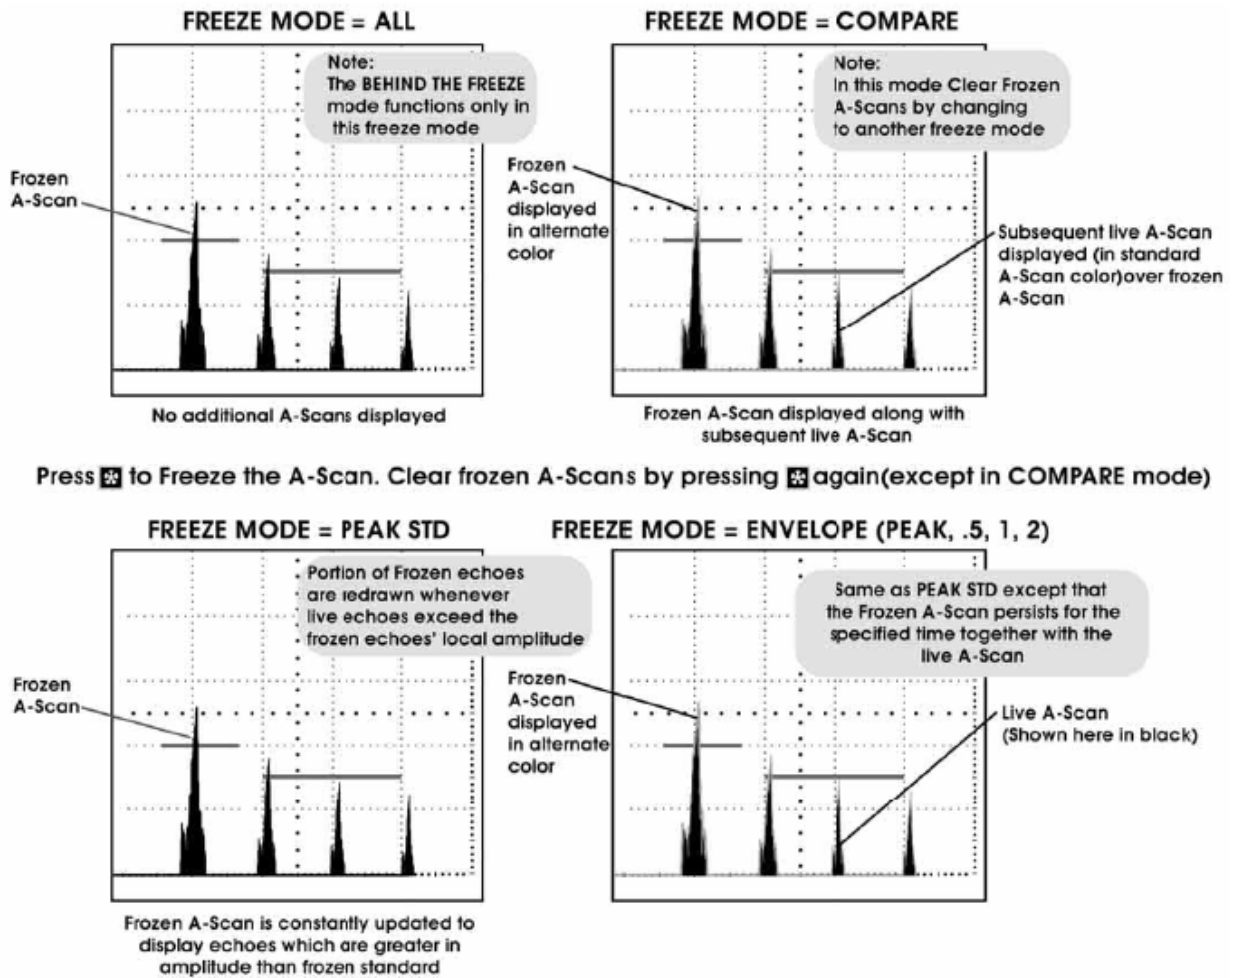 FREEZE MODE = ALL
Note:
The BEHIND THE FREEZE
mode functions only in
this freeze mode
Frozen
A-Scan
No additional A-Scans displayed
FREEZE MODE = COMPARE
Note:
In this mode Clear Frozen
A-Scans by changing
to another freeze mode
Frozen
A-Scan
displayed
in alternate
color
Subsequent live A-Scan
displayed (in standard
A-Scan color)over frozen
A-Scan
Frozen A-Scan displayed along with
subsequent live A-Scan
Press * to Freeze the A-Scan. Clear frozen A-Scans by pressing * again(except in COMPARE mode)
FREEZE MODE = PEAK STD
Portion of Frozen echoes
are redrawn whenever
live echoes exceed the
frozen echoes' local amplitude
Frozen
A-Scan
Frozen A-Scan is constantly updated to
display echoes which are greater in
amplitude than frozen standard
FREEZE MODE = ENVELOPE (PEAK, .5, 1, 2)
Same as PEAK STD except that
the Frozen A-Scan persists for the
specified time together with the
live A-Scan
Frozen
A-Scan
displayed
in alternate
color
Live A-Scan
(Shown here in black)